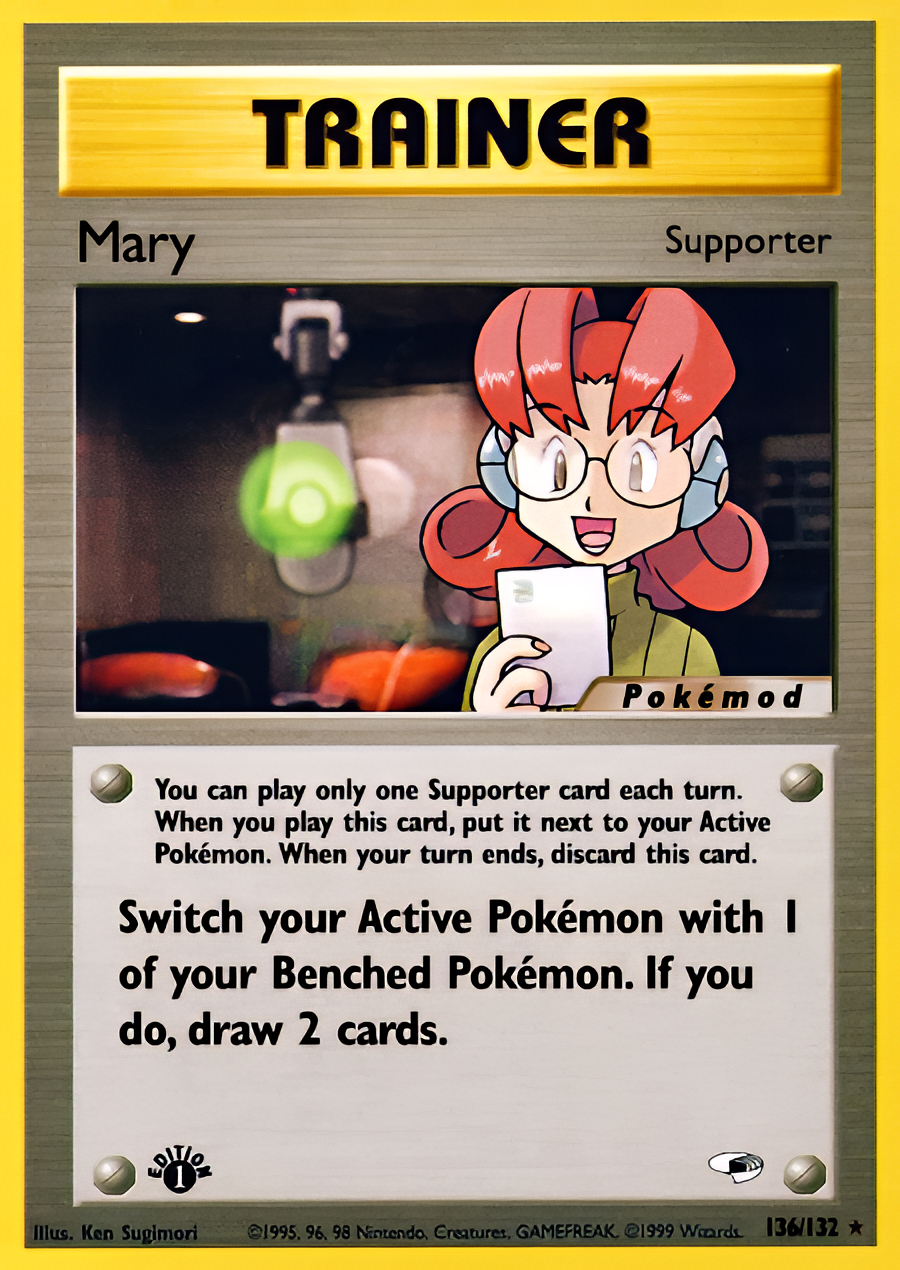 TRAINER
Mary
Supporter
Pokémod
You can play only one Supporter card each turn.
When you play this card, put it next to your Active
Pokémon. When your turn ends, discard this card.
Switch your Active Pokémon with 1
of your Benched Pokémon. If you
do, draw 2 cards.
EDITION
1
Illus. Ken Sugimori
©1995, 96, 98 Nintendo, Creatures, GAMEFREAK. ©1999 Wizards.
136/132 ★